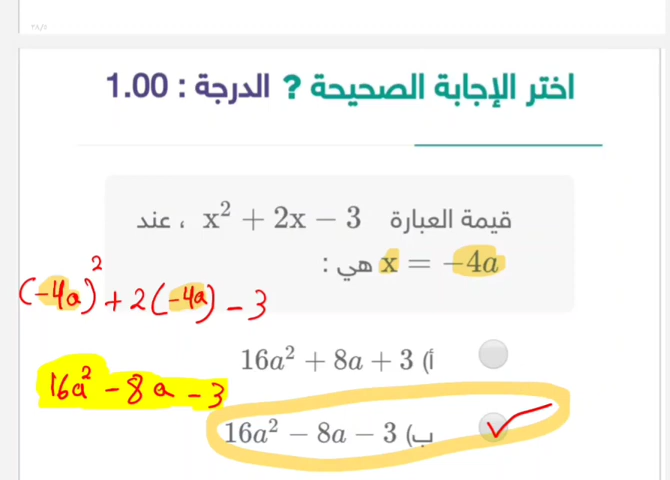 اختر الإجابة الصحيحة ? الدرجة : 1.00
قيمة العبارة x² + 2x − 3 ، عند
x = −4a هي :
(-4a)² + 2(-4a) - 3
أ) 16a² + 8a + 3
16a² - 8a - 3
ب) 16a² − 8a − 3